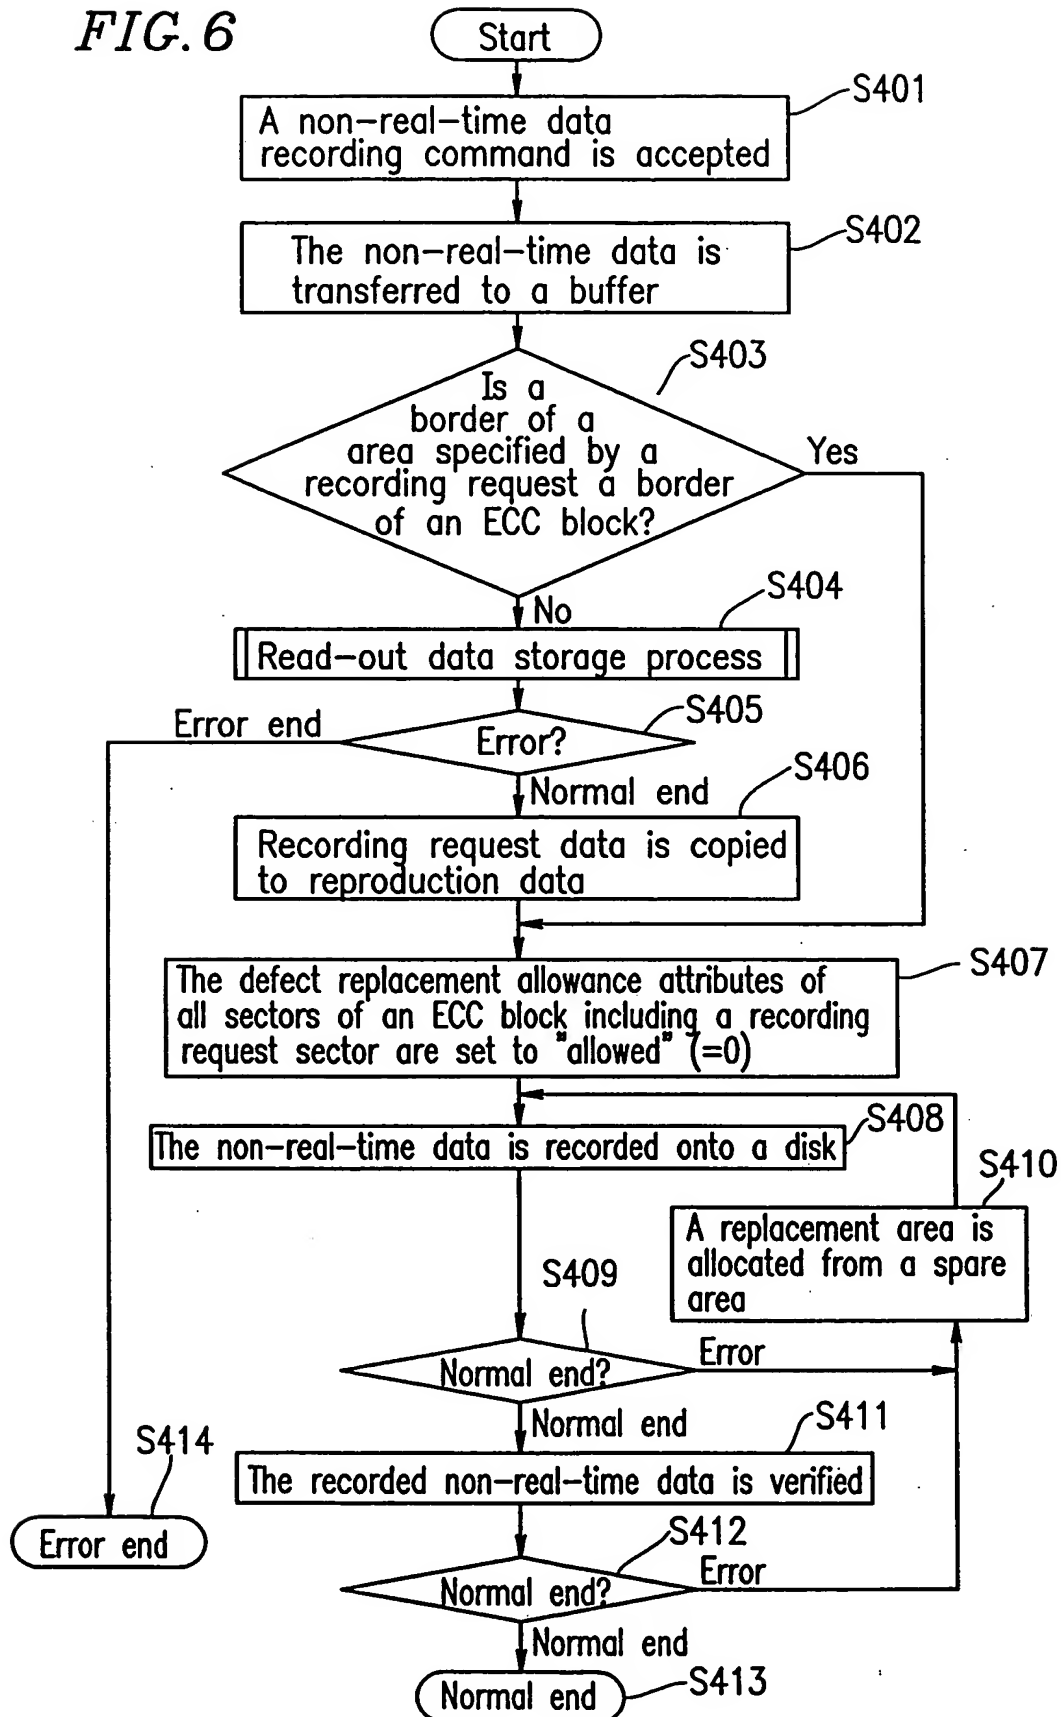 FIG. 6
Start
S401
A non-real-time data
recording command is accepted
S402
The non-real-time data is
transferred to a buffer
S403
Is a
border of a
area specified by a
recording request a border
of an ECC block?
Yes
No
S404
Read-out data storage process
S405
Error end
Error?
Normal end
S406
Recording request data is copied
to reproduction data
S407
The defect replacement allowance attributes of
all sectors of an ECC block including a recording
request sector are set to "allowed" (=0)
S408
The non-real-time data is recorded onto a disk
S410
A replacement area is
allocated from a spare
area
S409
Normal end?
Error
Normal end
S411
The recorded non-real-time data is verified
S414
Error end
S412
Normal end?
Error
Normal end
S413
Normal end